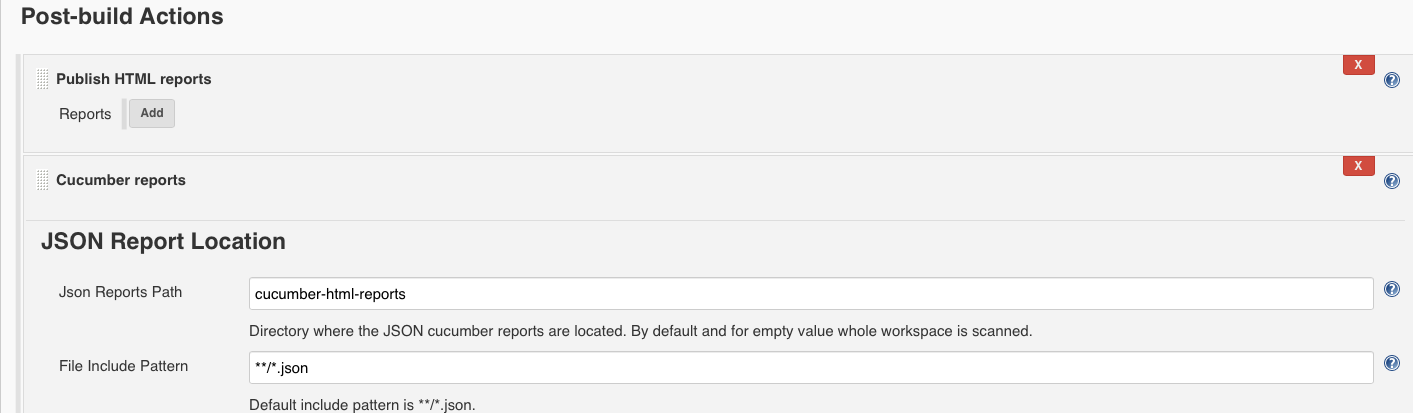 Post-build Actions
X
Publish HTML reports
?
Reports Add
X
Cucumber reports
?
JSON Report Location
Json Reports Path cucumber-html-reports ?
Directory where the JSON cucumber reports are located. By default and for empty value whole workspace is scanned.
File Include Pattern **/*.json ?
Default include pattern is **/*.json.